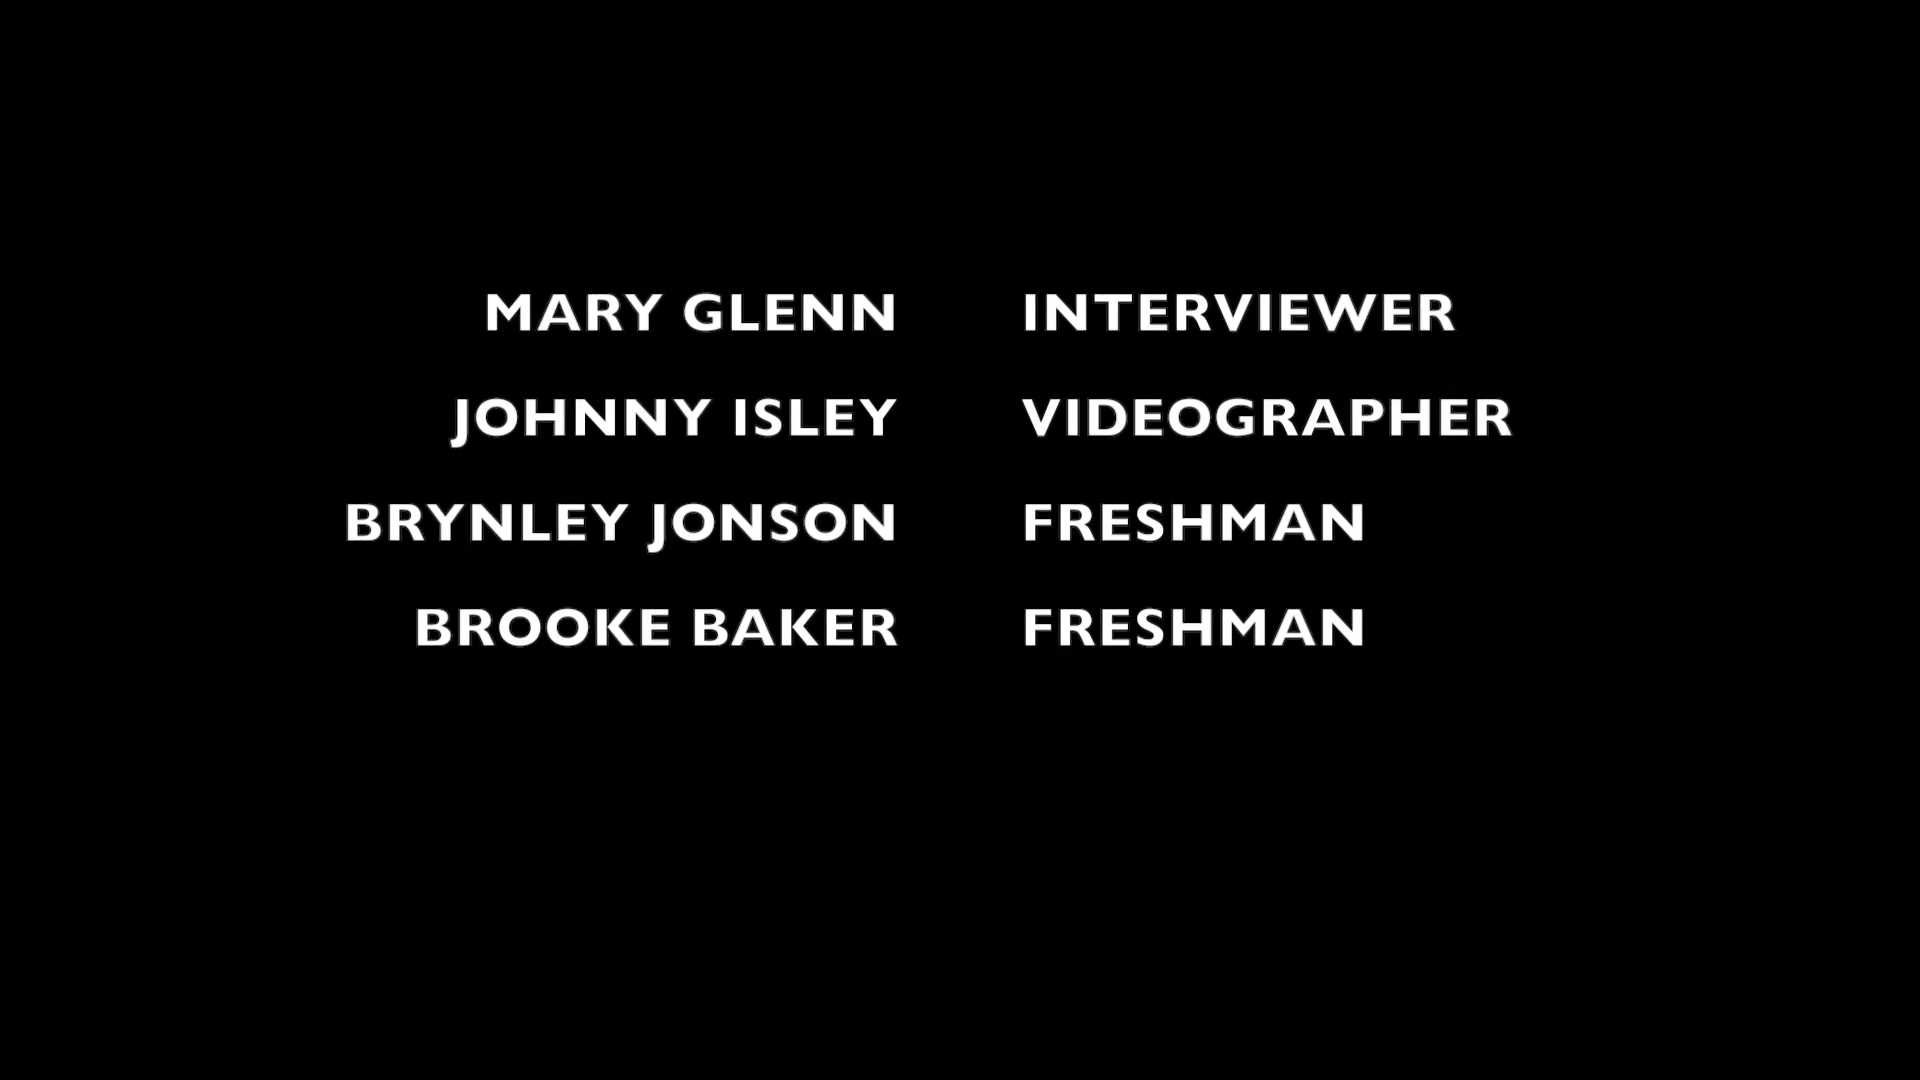 MARY GLENN INTERVIEWER
JOHNNY ISLEY VIDEOGRAPHER
BRYNLEY JONSON FRESHMAN
BROOKE BAKER FRESHMAN